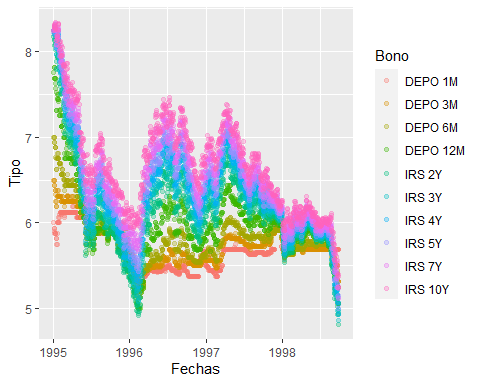 8
7
6
5
Tipo
1995
1996
1997
1998
Fechas
Bono
DEPO 1M
DEPO 3M
DEPO 6M
DEPO 12M
IRS 2Y
IRS 3Y
IRS 4Y
IRS 5Y
IRS 7Y
IRS 10Y